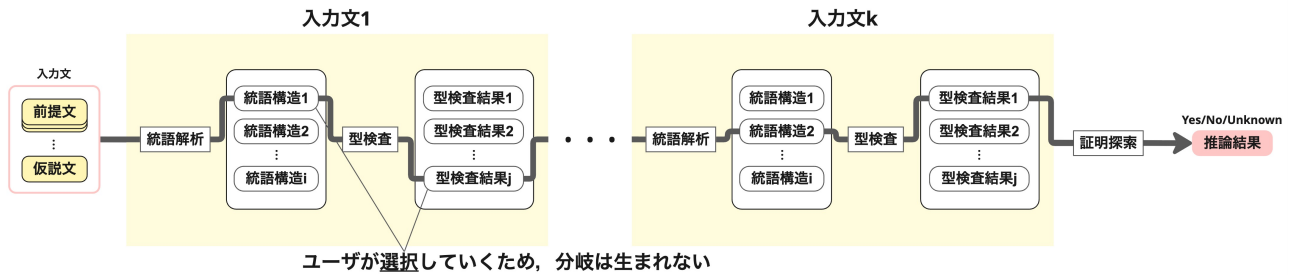 入力文1
入力文k
入力文
前提文
⋮
仮説文
統語解析
統語構造1
統語構造2
⋮
統語構造i
型検査
型検査結果1
型検査結果2
⋮
型検査結果j
・・・・
統語解析
統語構造1
統語構造2
⋮
統語構造i
型検査
型検査結果1
型検査結果2
⋮
型検査結果j
証明探索
Yes/No/Unknown
推論結果
ユーザが選択していくため，分岐は生まれない